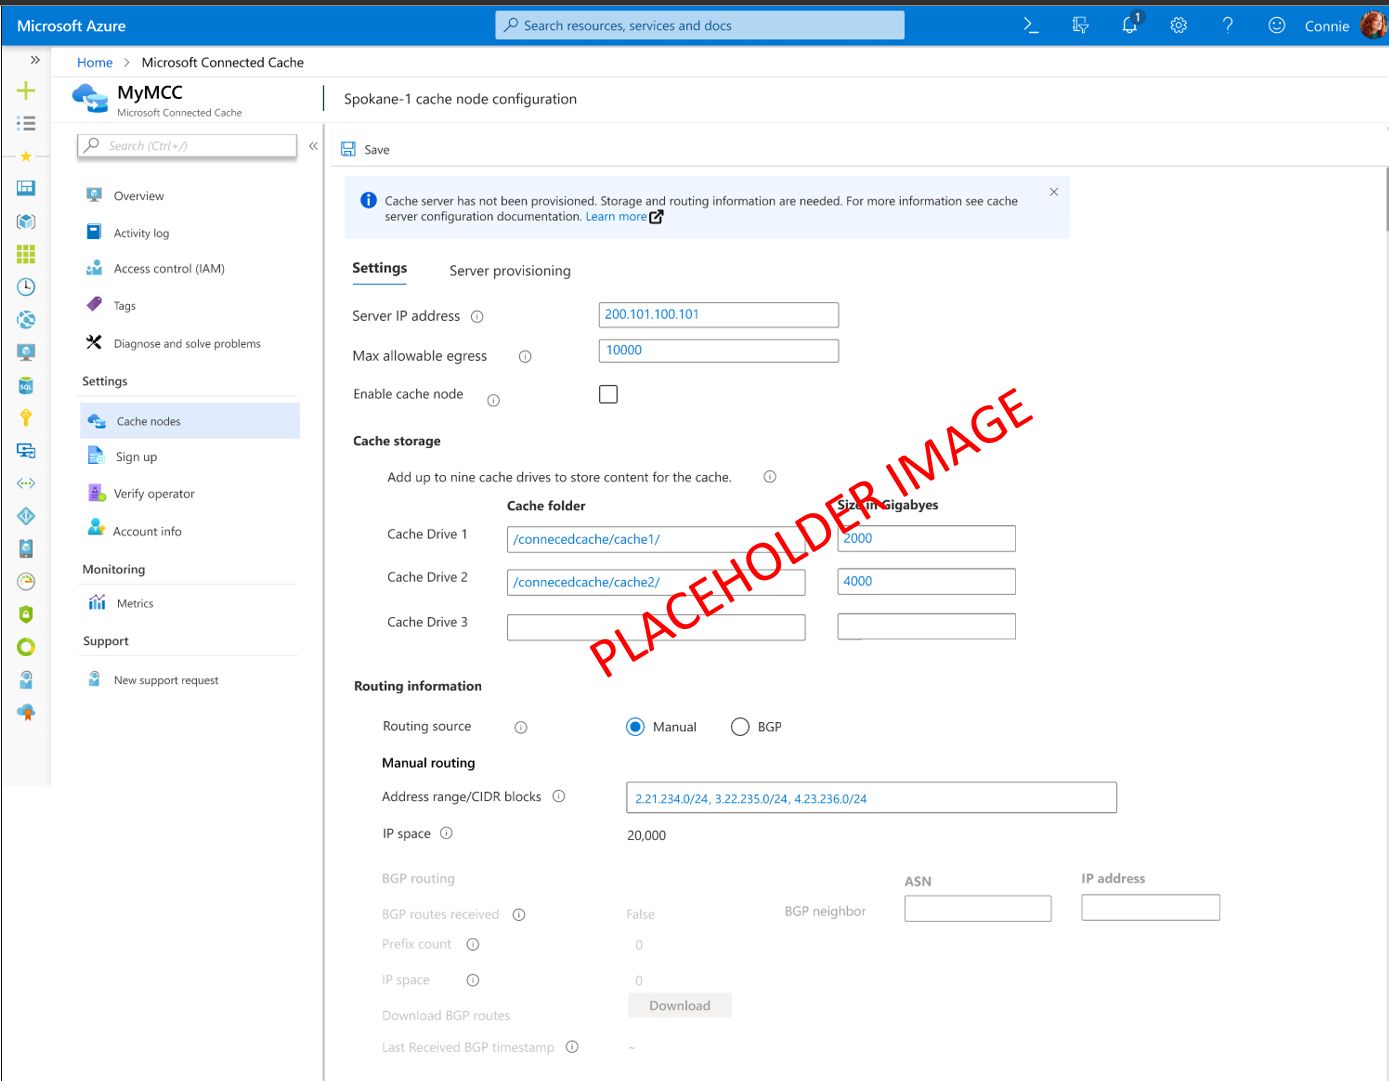 Microsoft Azure
Search resources, services and docs
1
Connie
Home > Microsoft Connected Cache
MyMCC
Microsoft Connected Cache
Spokane-1 cache node configuration
Search (Ctrl+/)
Save
Cache server has not been provisioned. Storage and routing information are needed. For more information see cache
server configuration documentation. Learn more
Overview
Activity log
Access control (IAM)
Tags
Diagnose and solve problems
Settings
Cache nodes
Sign up
Verify operator
Account info
Monitoring
Metrics
Support
New support request
Settings Server provisioning
Server IP address 200.101.100.101
Max allowable egress 10000
Enable cache node
Cache storage
Add up to nine cache drives to store content for the cache.
Cache folder Size in Gigabyes
Cache Drive 1 /connecedcache/cache1/ 2000
Cache Drive 2 /connecedcache/cache2/ 4000
Cache Drive 3
PLACEHOLDER IMAGE
Routing information
Routing source Manual BGP
Manual routing
Address range/CIDR blocks 2.21.234.0/24, 3.22.235.0/24, 4.23.236.0/24
IP space 20,000
BGP routing ASN IP address
BGP routes received False BGP neighbor
Prefix count 0
IP space 0
Download BGP routes Download
Last Received BGP timestamp ~